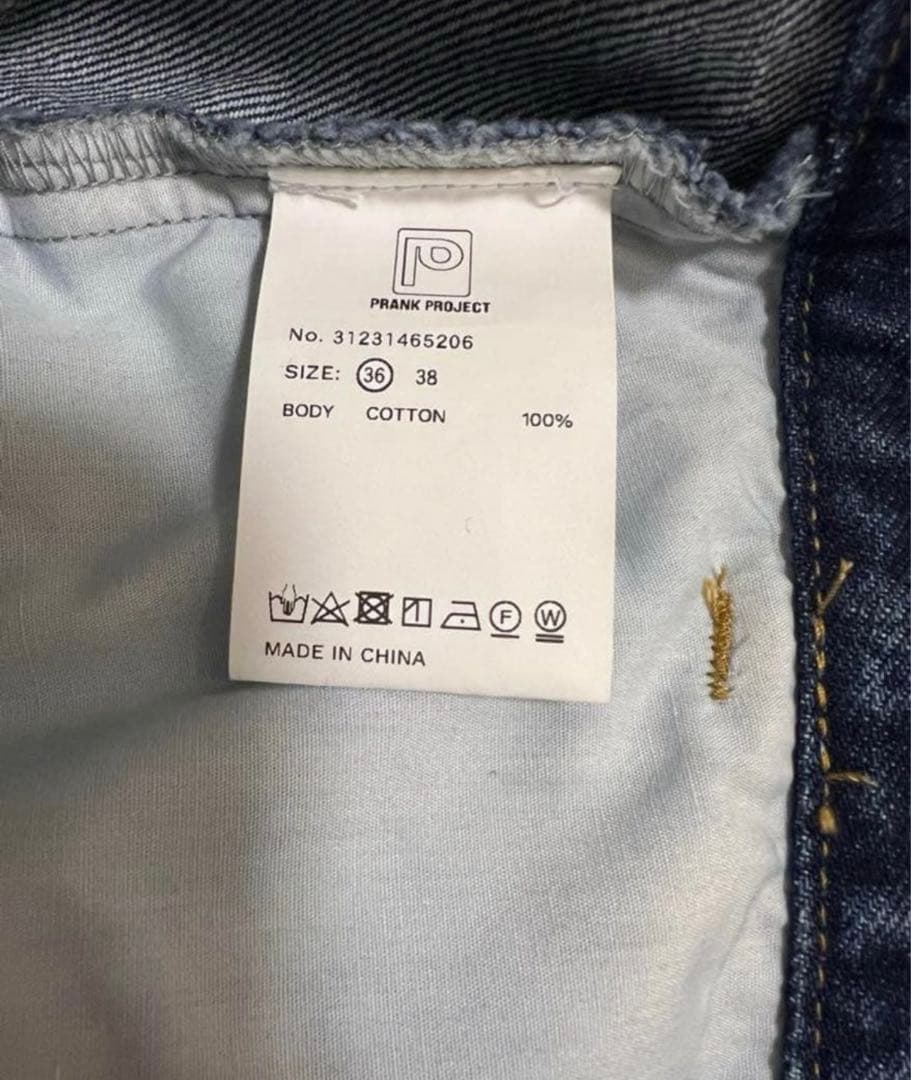 PRANK PROJECT
No. 31231465206
SIZE: 36 38
BODY COTTON 100%
F W
MADE IN CHINA